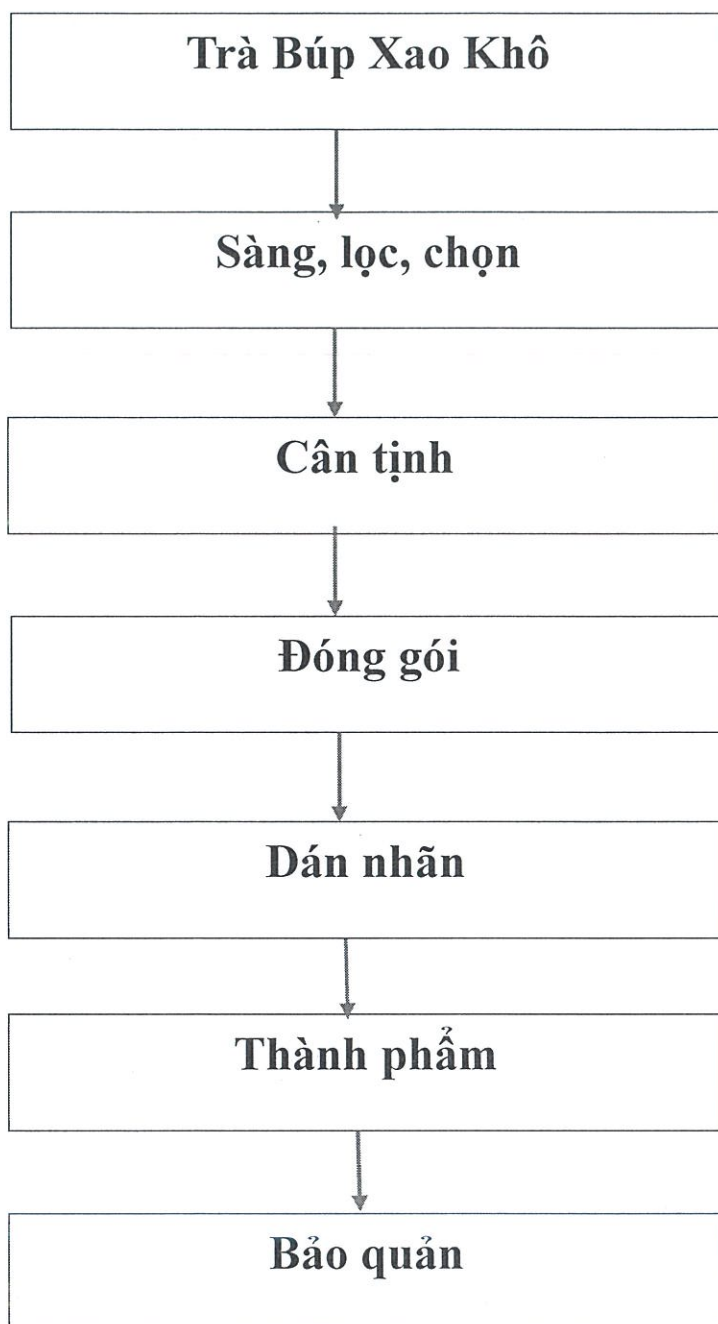 Trà Búp Xao Khô
Sàng, lọc, chọn
Cân tịnh
Đóng gói
Dán nhãn
Thành phẩm
Bảo quản